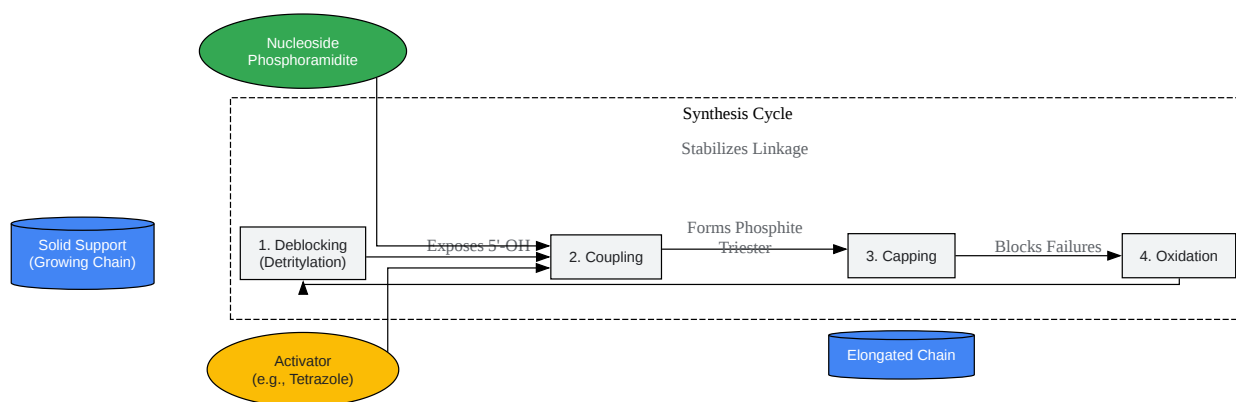 Nucleoside
Phosphoramidite
Synthesis Cycle
Stabilizes Linkage
Solid Support
(Growing Chain)
1. Deblocking
(Detritylation)
Exposes 5'-OH
2. Coupling
Forms Phosphite
Triester
3. Capping
Blocks Failures
4. Oxidation
Activator
(e.g., Tetrazole)
Elongated Chain